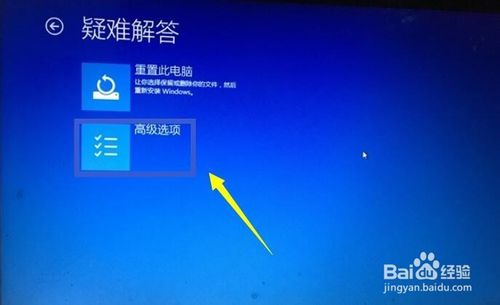 疑难解答
重置此电脑
让你选择保留或删除你的文件，然后
重新安装 Windows。
高级选项
Bai du 经验
jingyan.baidu.com